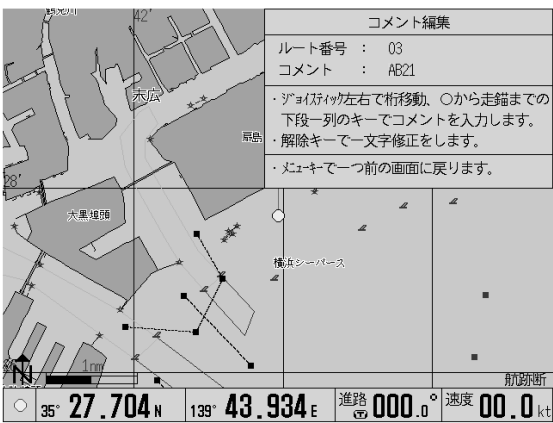 鶴見川
42'
コメント編集
ルート番号 : 03
コメント : AB21
・ジョイスティック左右で桁移動、○から走錨までの
下段一列のキーでコメントを入力します。
・解除キーで一文字修正をします。
・メニューキーで一つ前の画面に戻ります。
末広
扇島
28'
大黒埠頭
横浜シーバース
N
1nm
航跡断
35° 27.704 N
139° 43.934 E
進路 000.0°
速度 00.0 kt